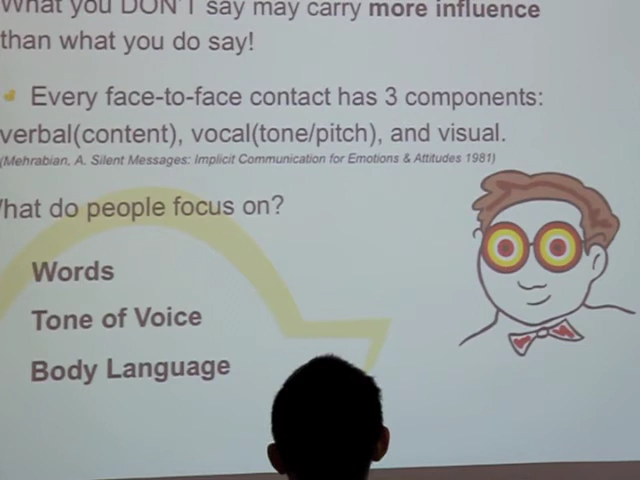 What you DON'T say may carry more influence
than what you do say!
Every face-to-face contact has 3 components:
verbal(content), vocal(tone/pitch), and visual.
(Mehrabian, A. Silent Messages: Implicit Communication for Emotions & Attitudes 1981)
What do people focus on?
Words
Tone of Voice
Body Language